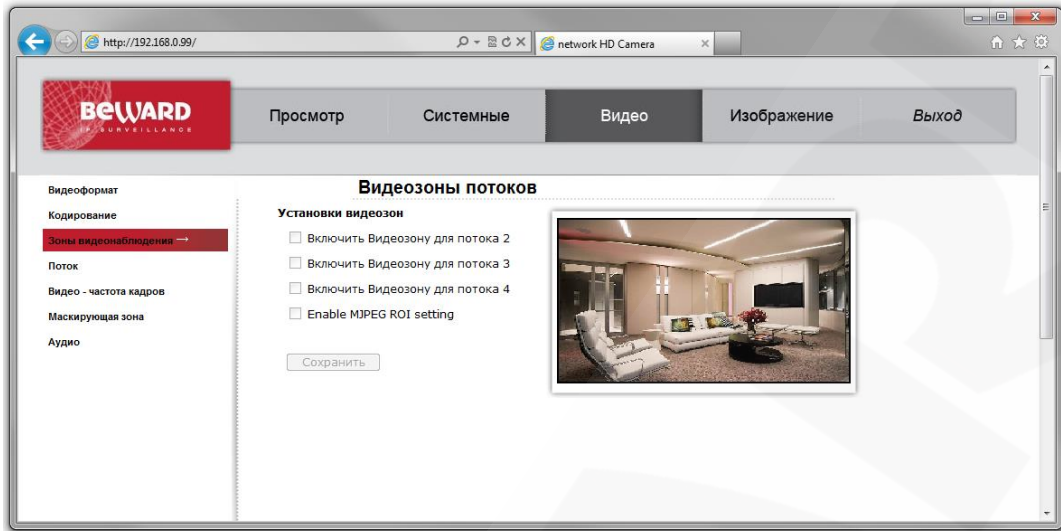 http://192.168.0.99/
network HD Camera
BEWARD
IP SURVEILLANCE
Просмотр
Системные
Видео
Изображение
Выход
Видеоформат
Кодирование
Зоны видеонаблюдения →
Поток
Видео - частота кадров
Маскирующая зона
Аудио
Видеозоны потоков
Установки видеозон
Включить Видеозону для потока 2
Включить Видеозону для потока 3
Включить Видеозону для потока 4
Enable MJPEG ROI setting
Сохранить